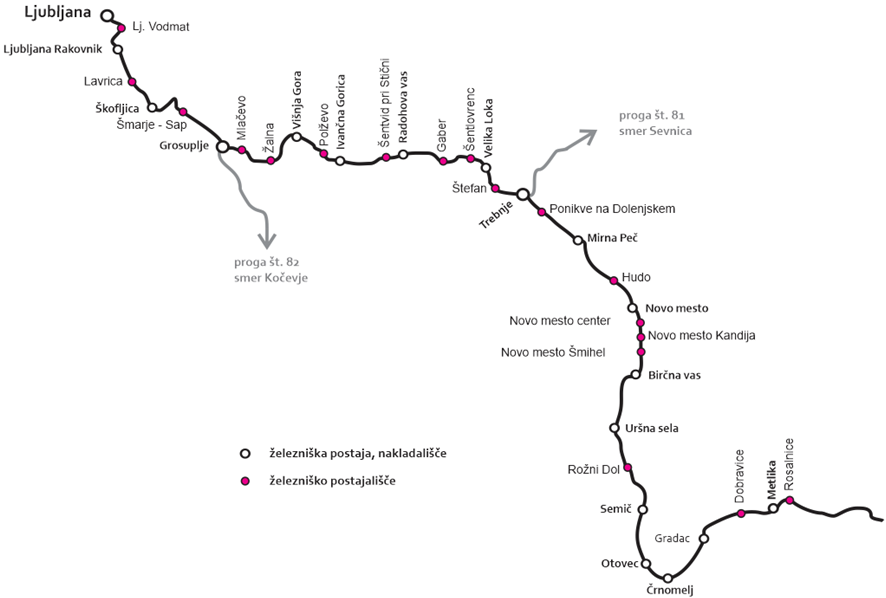 Ljubljana
Lj. Vodmat
Ljubljana Rakovnik
Lavrica
Škofljica
Šmarje - Sap
Grosuplje
Mlačevo
Žalna
Višnja Gora
Polževo
Ivančna Gorica
Šentvid pri Stični
Radohova vas
Gaber
Šentlovrenc
Velika Loka
Štefan
Trebnje
proga št. 81
smer Sevnica
proga št. 82
smer Kočevje
Ponikve na Dolenjskem
Mirna Peč
Hudo
Novo mesto
Novo mesto center
Novo mesto Kandija
Novo mesto Šmihel
Birčna vas
Uršna sela
Rožni Dol
Semič
Otovec
Črnomelj
Gradac
Dobravice
Metlika
Rosalnice
železniška postaja, nakladališče
železniško postajališče